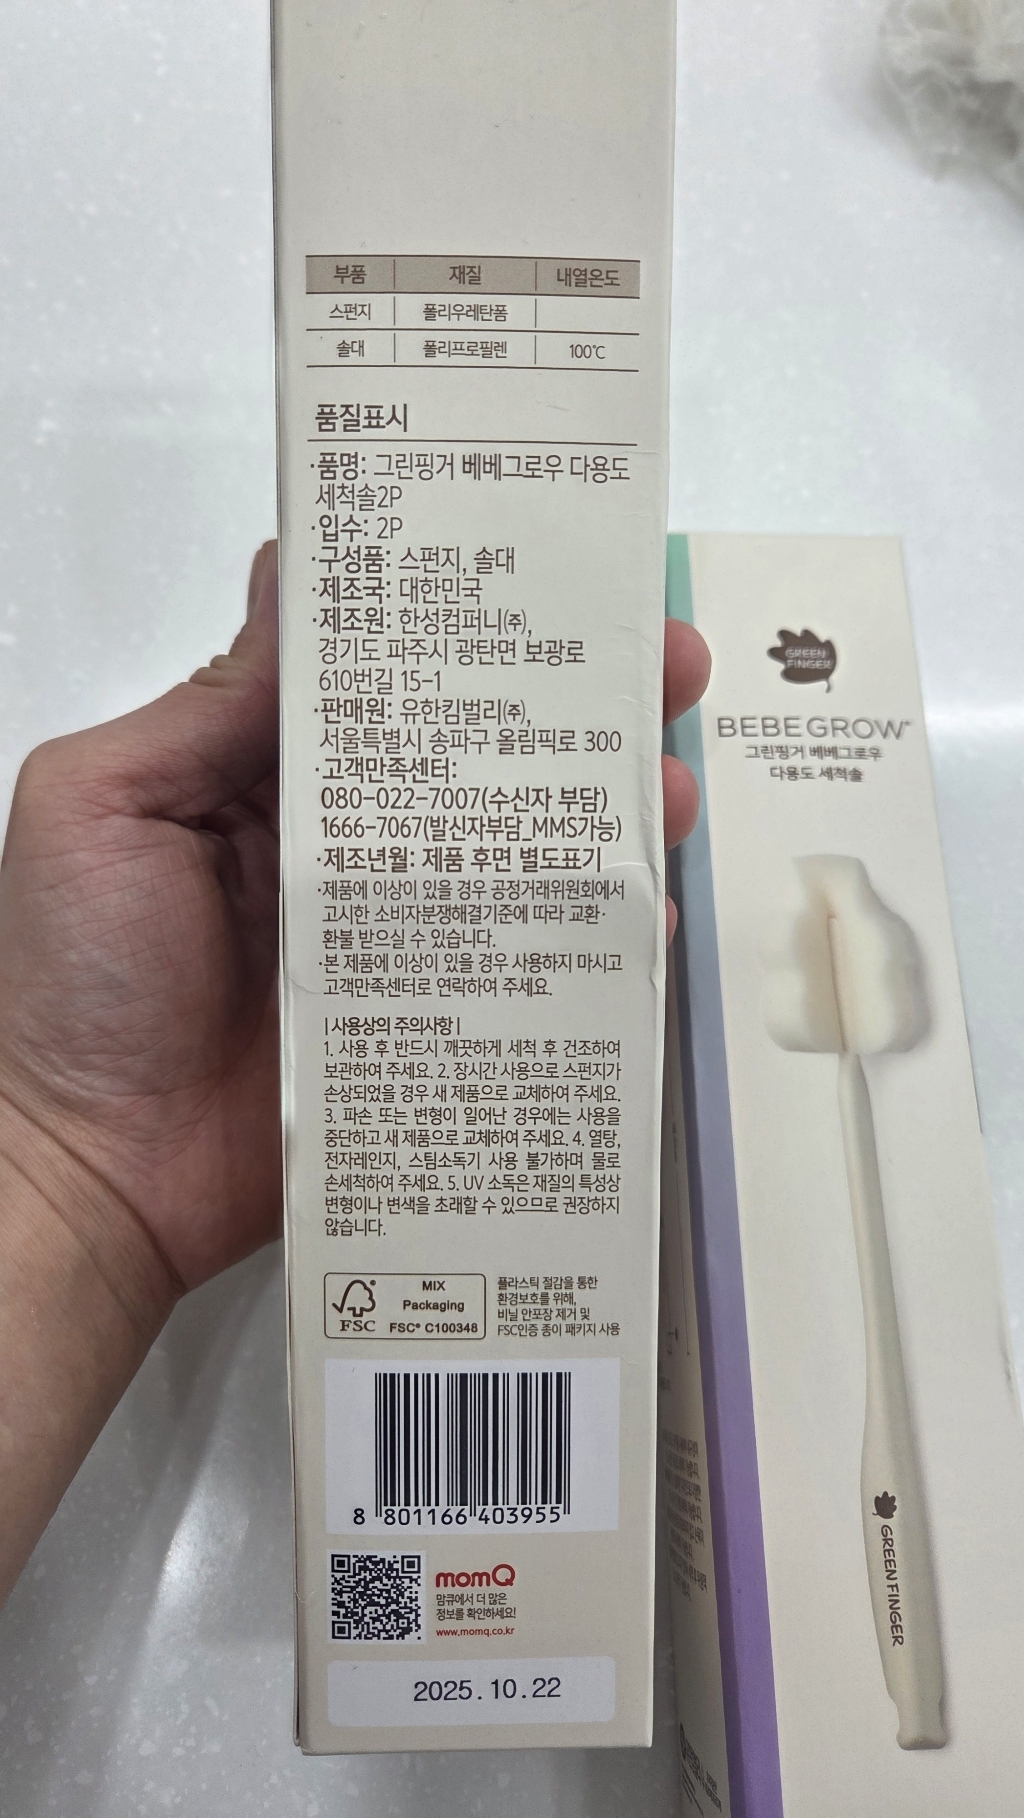 부품 재질 내열온도
스펀지 폴리우레탄폼
솔대 폴리프로필렌 100℃
품질표시
·품명: 그린핑거 베베그로우 다용도
세척솔2P
·입수: 2P
·구성품: 스펀지, 솔대
·제조국: 대한민국
·제조원: 한성컴퍼니(주),
경기도 파주시 광탄면 보광로
610번길 15-1
·판매원: 유한킴벌리(주),
서울특별시 송파구 올림픽로 300
·고객만족센터:
080-022-7007(수신자 부담)
1666-7067(발신자부담_MMS가능)
·제조년월: 제품 후면 별도표기
·제품에 이상이 있을 경우 공정거래위원회에서
고시한 소비자분쟁해결기준에 따라 교환·
환불 받으실 수 있습니다.
·본 제품에 이상이 있을 경우 사용하지 마시고
고객만족센터로 연락하여 주세요.
| 사용상의 주의사항 |
1. 사용 후 반드시 깨끗하게 세척 후 건조하여
보관하여 주세요. 2. 장시간 사용으로 스펀지가
손상되었을 경우 새 제품으로 교체하여 주세요.
3. 파손 또는 변형이 일어난 경우에는 사용을
중단하고 새 제품으로 교체하여 주세요. 4. 열탕,
전자레인지, 스팀소독기 사용 불가하며 물로
손세척하여 주세요. 5. UV 소독은 재질의 특성상
변형이나 변색을 초래할 수 있으므로 권장하지
않습니다.
FSC
MIX
Packaging
FSC® C100348
플라스틱 절감을 통한
환경보호를 위해,
비닐 안포장 제거 및
FSC인증 종이 패키지 사용
8 801166 403955
momQ
맘큐에서 더 많은
정보를 확인하세요!
www.momq.co.kr
2025.10.22
GREEN
FINGER
BEBEGROW
그린핑거 베베그로우
다용도 세척솔
GREENFINGER